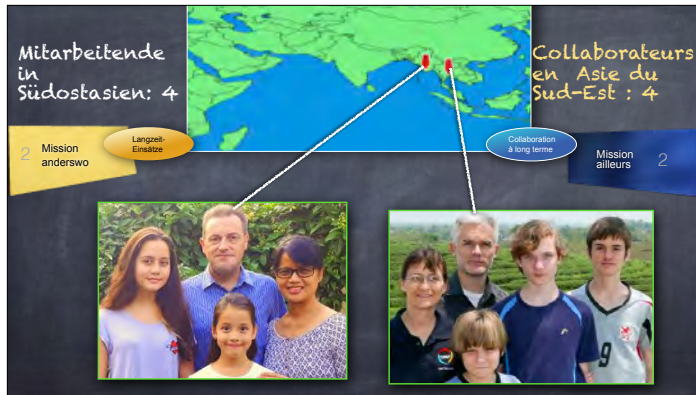 Mitarbeitende
in
Südostasien: 4
Collaborateurs
en Asie du
Sud-Est : 4
2 Mission
anderswo
Langzeit-
Einsätze
Collaboration
à long terme
Mission
ailleurs 2
9